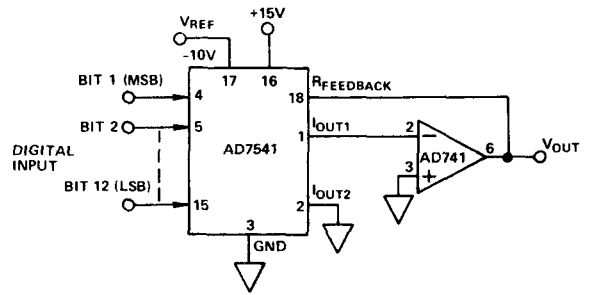 +15V
VREF
-10V
17
16
RFEEDBACK
18
BIT 1 (MSB)
4
IOUT1
BIT 2
5
1
2
−
6
VOUT
DIGITAL
INPUT
AD7541
AD741
3
+
BIT 12 (LSB)
15
IOUT2
2
3
GND